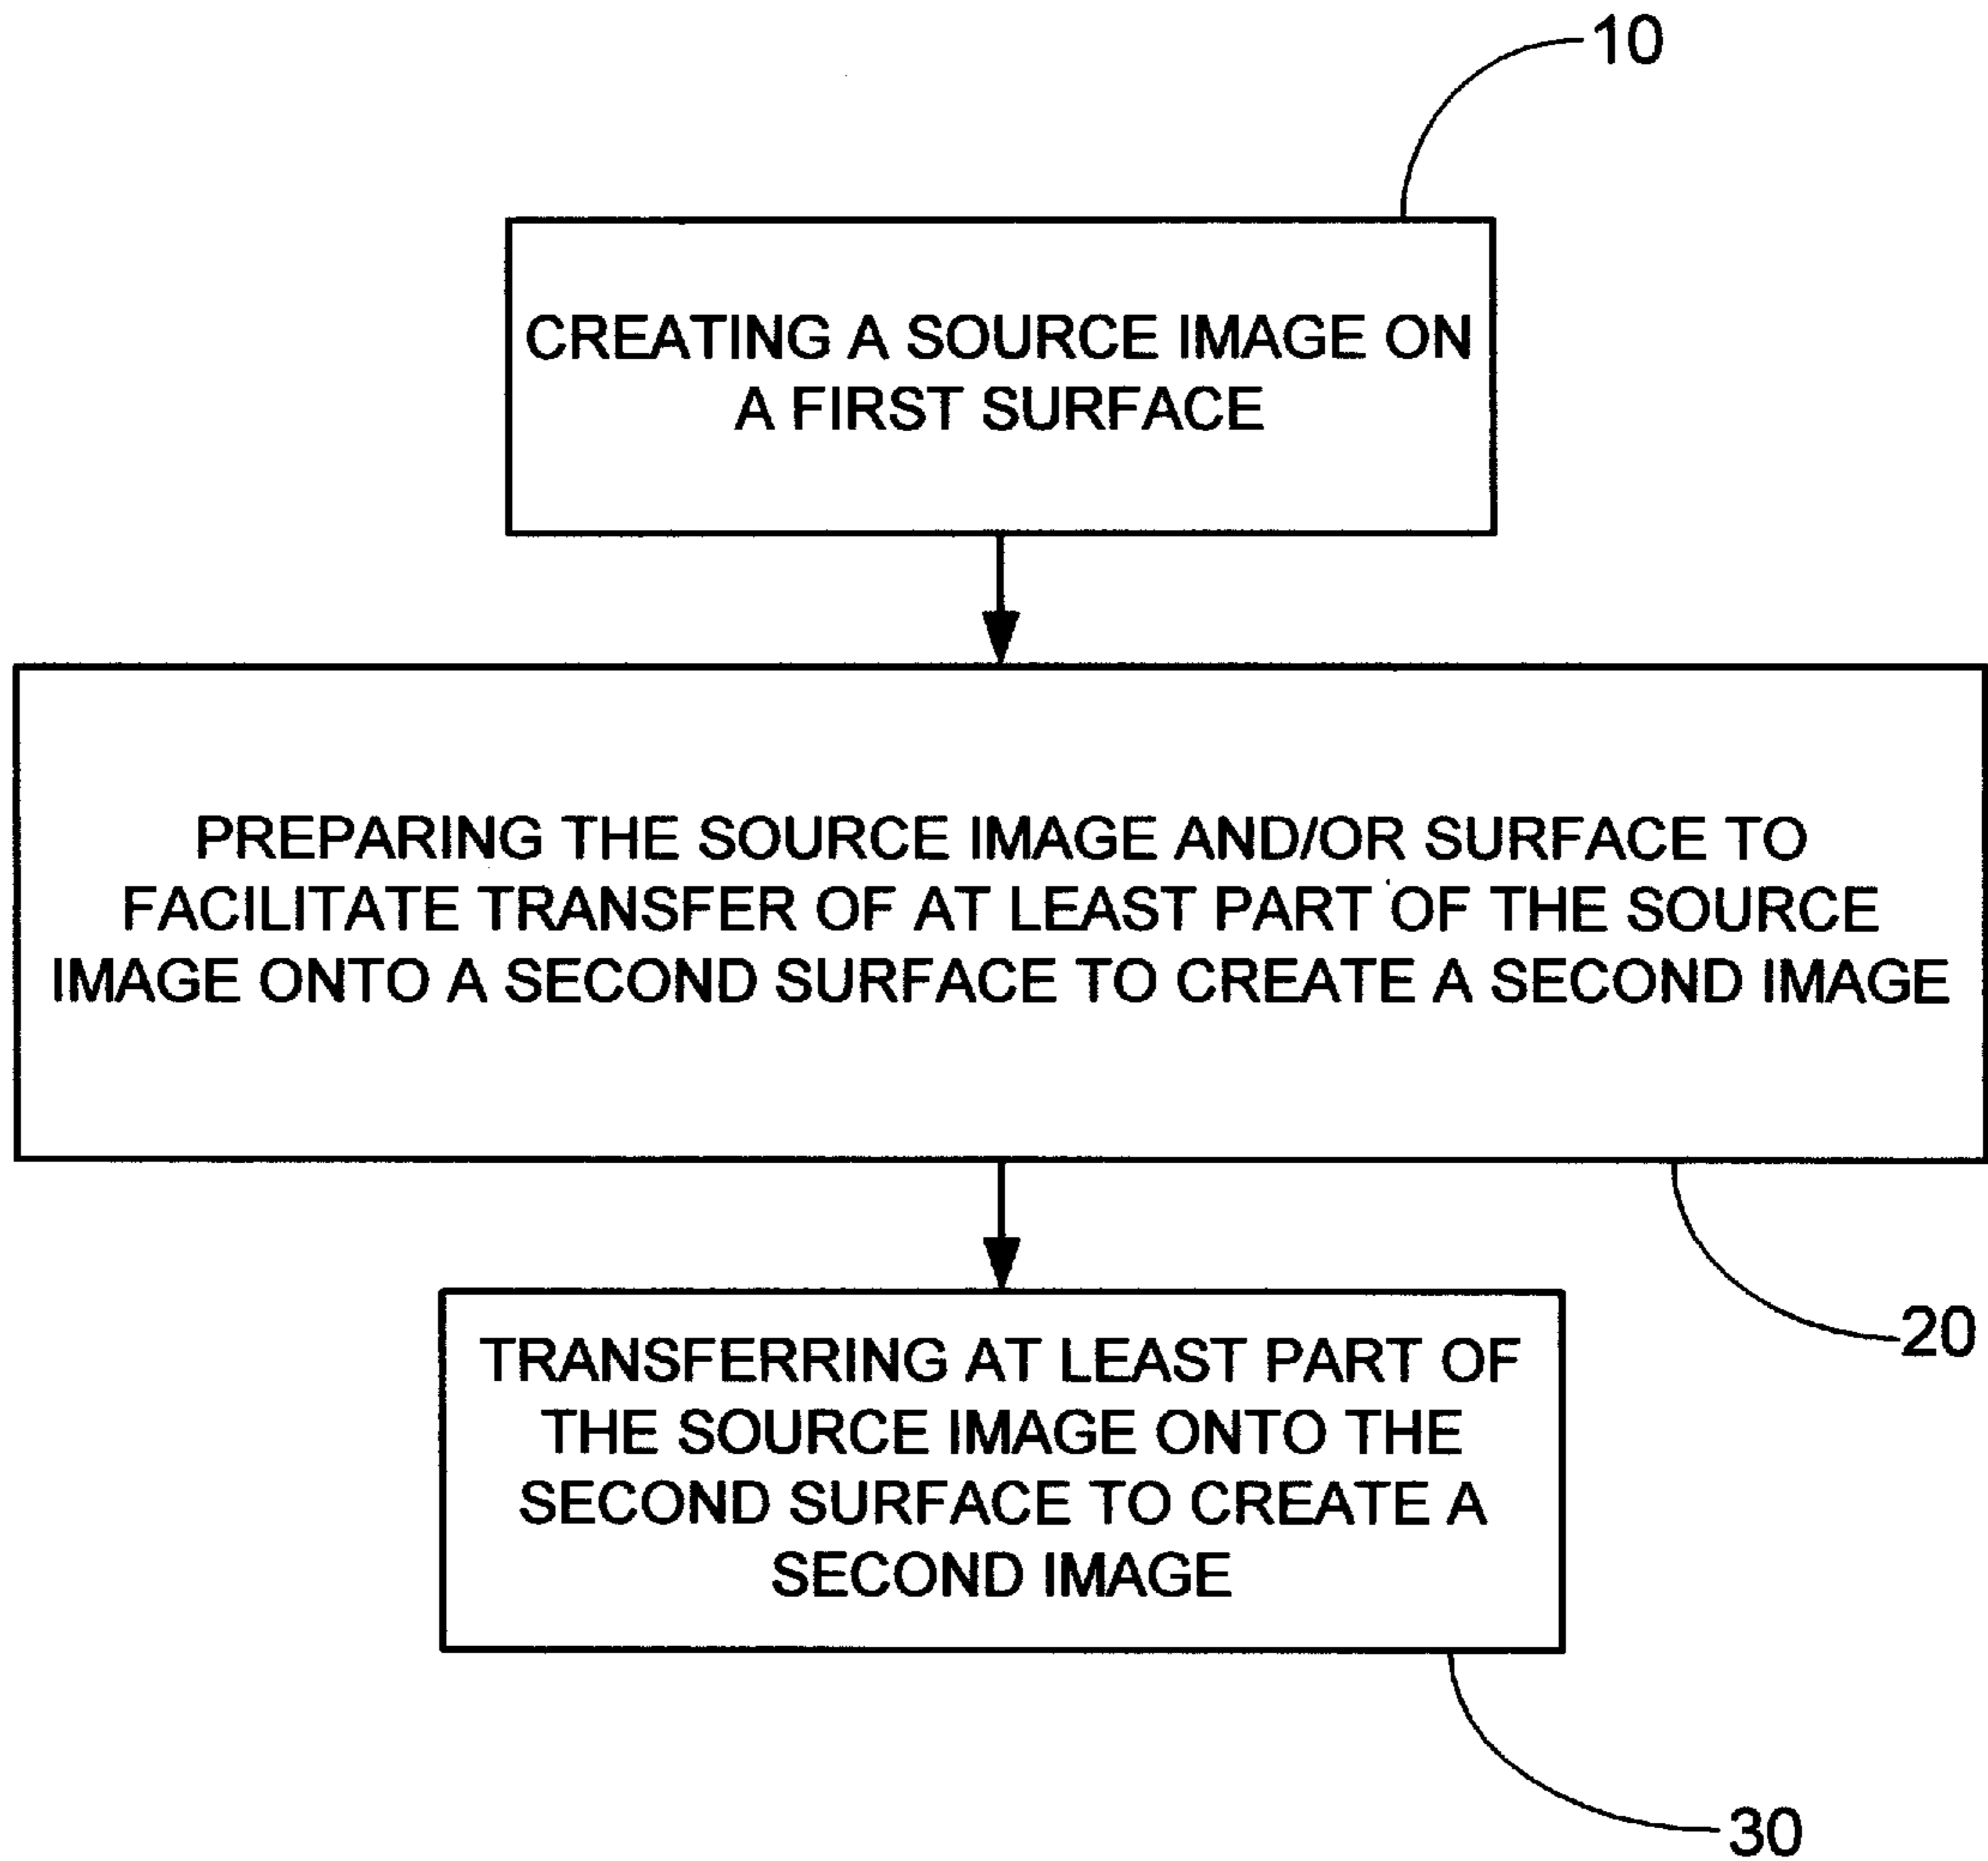 10
CREATING A SOURCE IMAGE ON
A FIRST SURFACE
PREPARING THE SOURCE IMAGE AND/OR SURFACE TO
FACILITATE TRANSFER OF AT LEAST PART OF THE SOURCE
IMAGE ONTO A SECOND SURFACE TO CREATE A SECOND IMAGE
20
TRANSFERRING AT LEAST PART OF
THE SOURCE IMAGE ONTO THE
SECOND SURFACE TO CREATE A
SECOND IMAGE
30